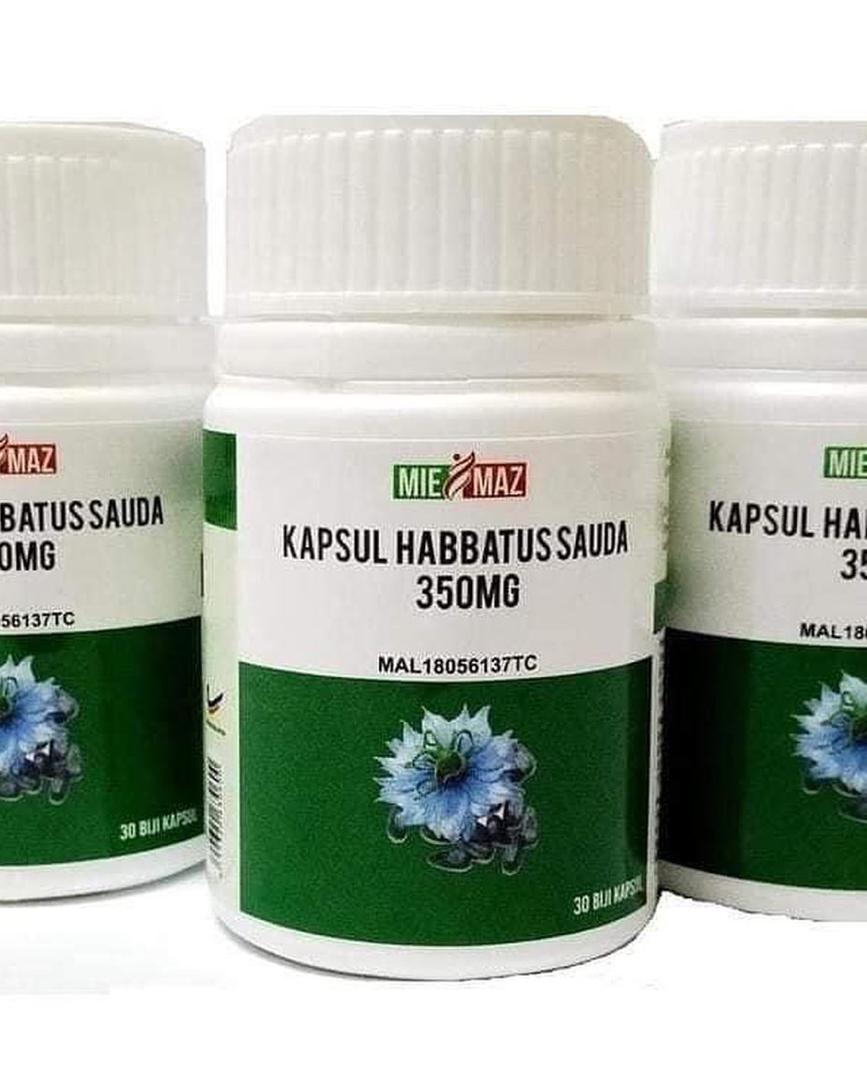 MAZ
BATUS SAUDA
0MG
56137TC
30 BIJI KAPSUL
MIE MAZ
KAPSUL HABBATUS SAUDA
350MG
MAL18056137TC
30 BIJI KAPSUL
MIE
KAPSUL HA
35
MAL18